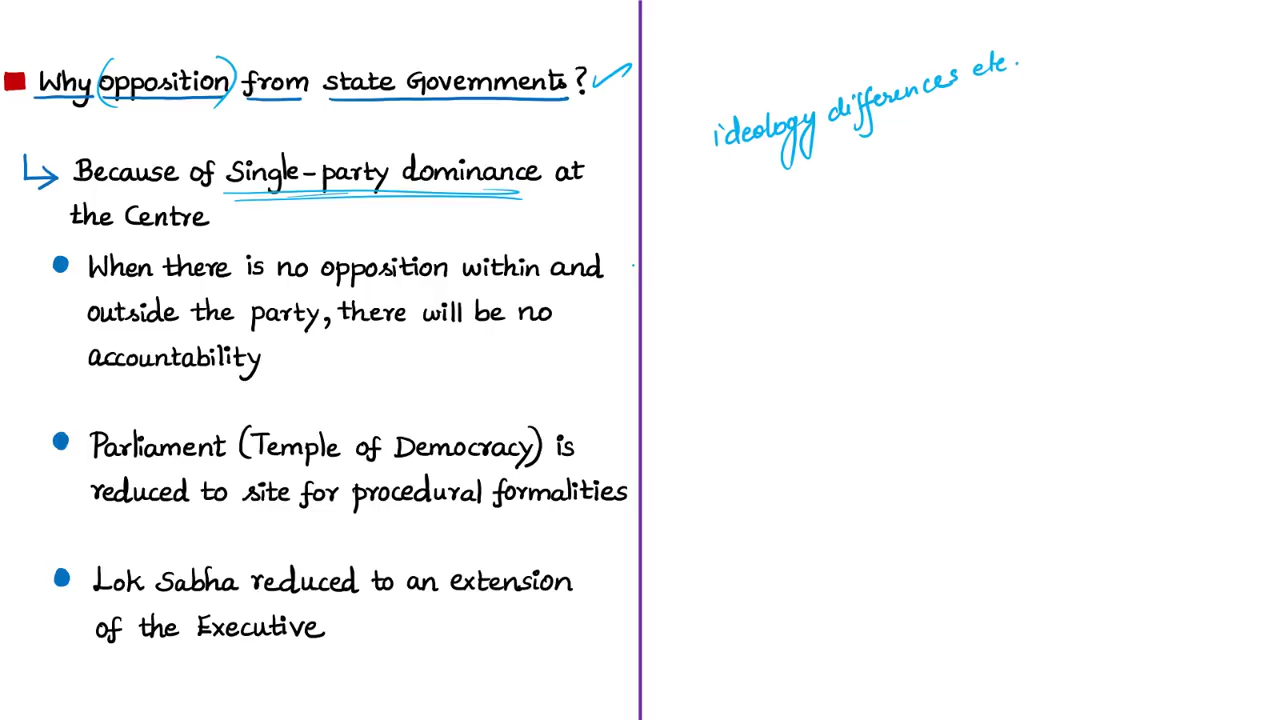 Why (opposition) from state Governments?
Because of Single-party dominance at
the Centre
When there is no opposition within and
outside the party, there will be no
accountability
Parliament (Temple of Democracy) is
reduced to site for procedural formalities
Lok Sabha reduced to an extension
of the Executive
ideology differences etc.